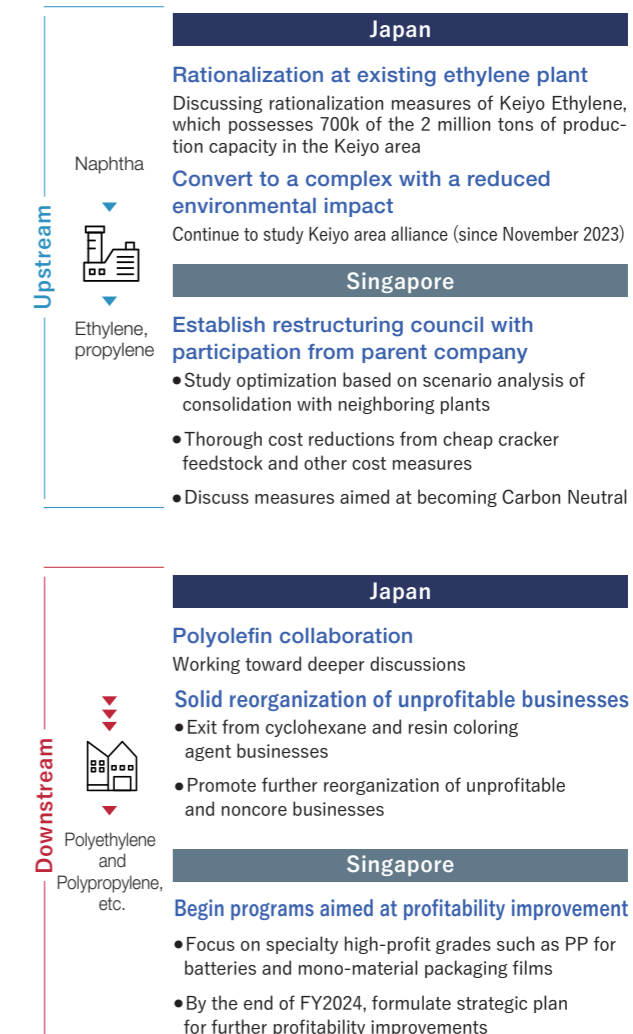 Upstream
Naphtha
Ethylene,
propylene
Japan
Rationalization at existing ethylene plant
Discussing rationalization measures of Keiyo Ethylene,
which possesses 700k of the 2 million tons of produc-
tion capacity in the Keiyo area
Convert to a complex with a reduced
environmental impact
Continue to study Keiyo area alliance (since November 2023)
Singapore
Establish restructuring council with
participation from parent company
●Study optimization based on scenario analysis of
consolidation with neighboring plants
●Thorough cost reductions from cheap cracker
feedstock and other cost measures
●Discuss measures aimed at becoming Carbon Neutral
Downstream
Polyethylene
and
Polypropylene,
etc.
Japan
Polyolefin collaboration
Working toward deeper discussions
Solid reorganization of unprofitable businesses
●Exit from cyclohexane and resin coloring
agent businesses
●Promote further reorganization of unprofitable
and noncore businesses
Singapore
Begin programs aimed at profitability improvement
●Focus on specialty high-profit grades such as PP for
batteries and mono-material packaging films
●By the end of FY2024, formulate strategic plan
for further profitability improvements